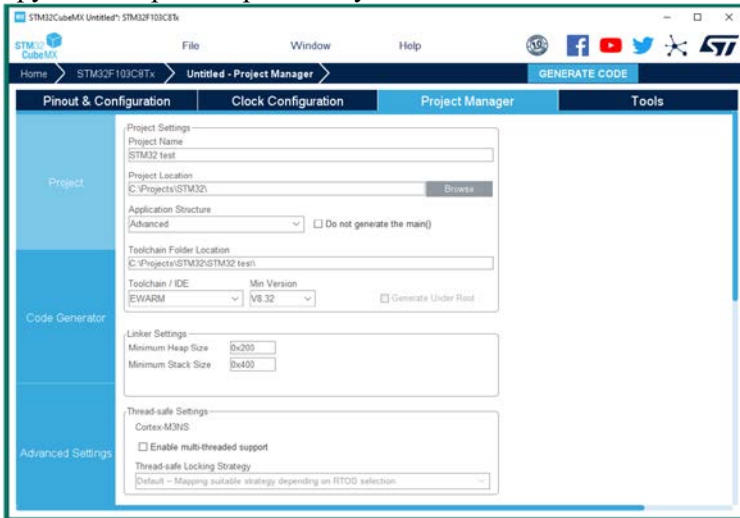 STM32CubeMX Untitled*: STM32F103C8Tx
STM32 CubeMX File Window Help
Home STM32F103C8Tx Untitled - Project Manager GENERATE CODE
Pinout & Configuration Clock Configuration Project Manager Tools
Project
Code Generator
Advanced Settings
Project Settings
Project Name
STM32 test
Project Location
C:\Projects\STM32\ Browse
Application Structure
Advanced Do not generate the main()
Toolchain Folder Location
C:\Projects\STM32\STM32 test\
Toolchain / IDE Min Version
EWARM V8.32 Generate Under Root
Linker Settings
Minimum Heap Size 0x200
Minimum Stack Size 0x400
Thread-safe Settings
Cortex-M3NS
Enable multi-threaded support
Thread-safe Locking Strategy
Default – Mapping suitable strategy depending on RTOS selection